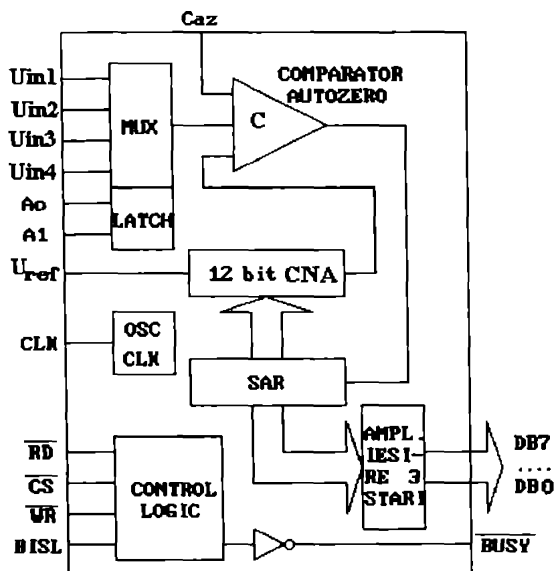 Caz
Uin1
Uin2
Uin3
Uin4
Ao
A1
Uref
CLK
RD
CS
WR
BISL
MUX
LATCH
COMPARATOR
AUTOZERO
C
12 bit CNA
OSC
CLK
SAR
CONTROL
LOGIC
AMPL.
IESI-
RE 3
STARI
DB7
....
DB0
BUSY